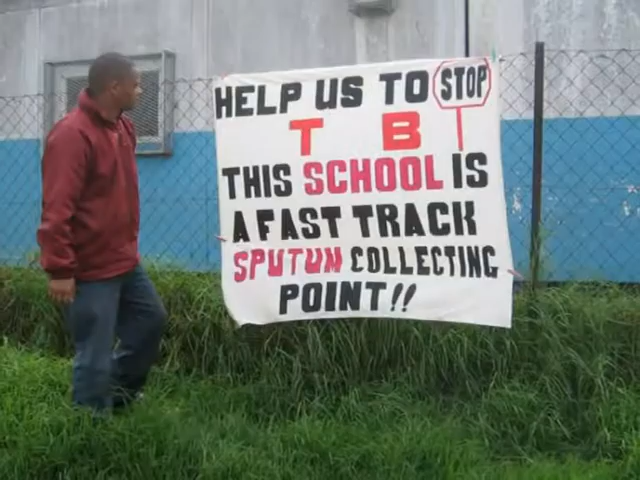 HELP US TO STOP
T B
THIS SCHOOL IS
A FAST TRACK
SPUTUM COLLECTING
POINT!!